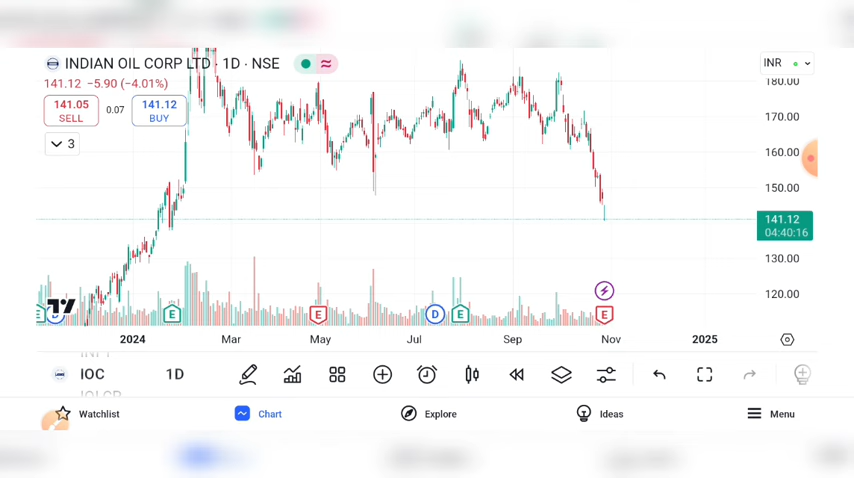 INDIAN OIL CORP LTD · 1D · NSE
INR
141.12 −5.90 (−4.01%)
141.05
SELL
0.07
141.12
BUY
3
180.00
170.00
160.00
150.00
141.12
04:40:16
130.00
120.00
E D E E D E E
2024 Mar May Jul Sep Nov 2025
IOC 1D
Watchlist Chart Explore Ideas Menu